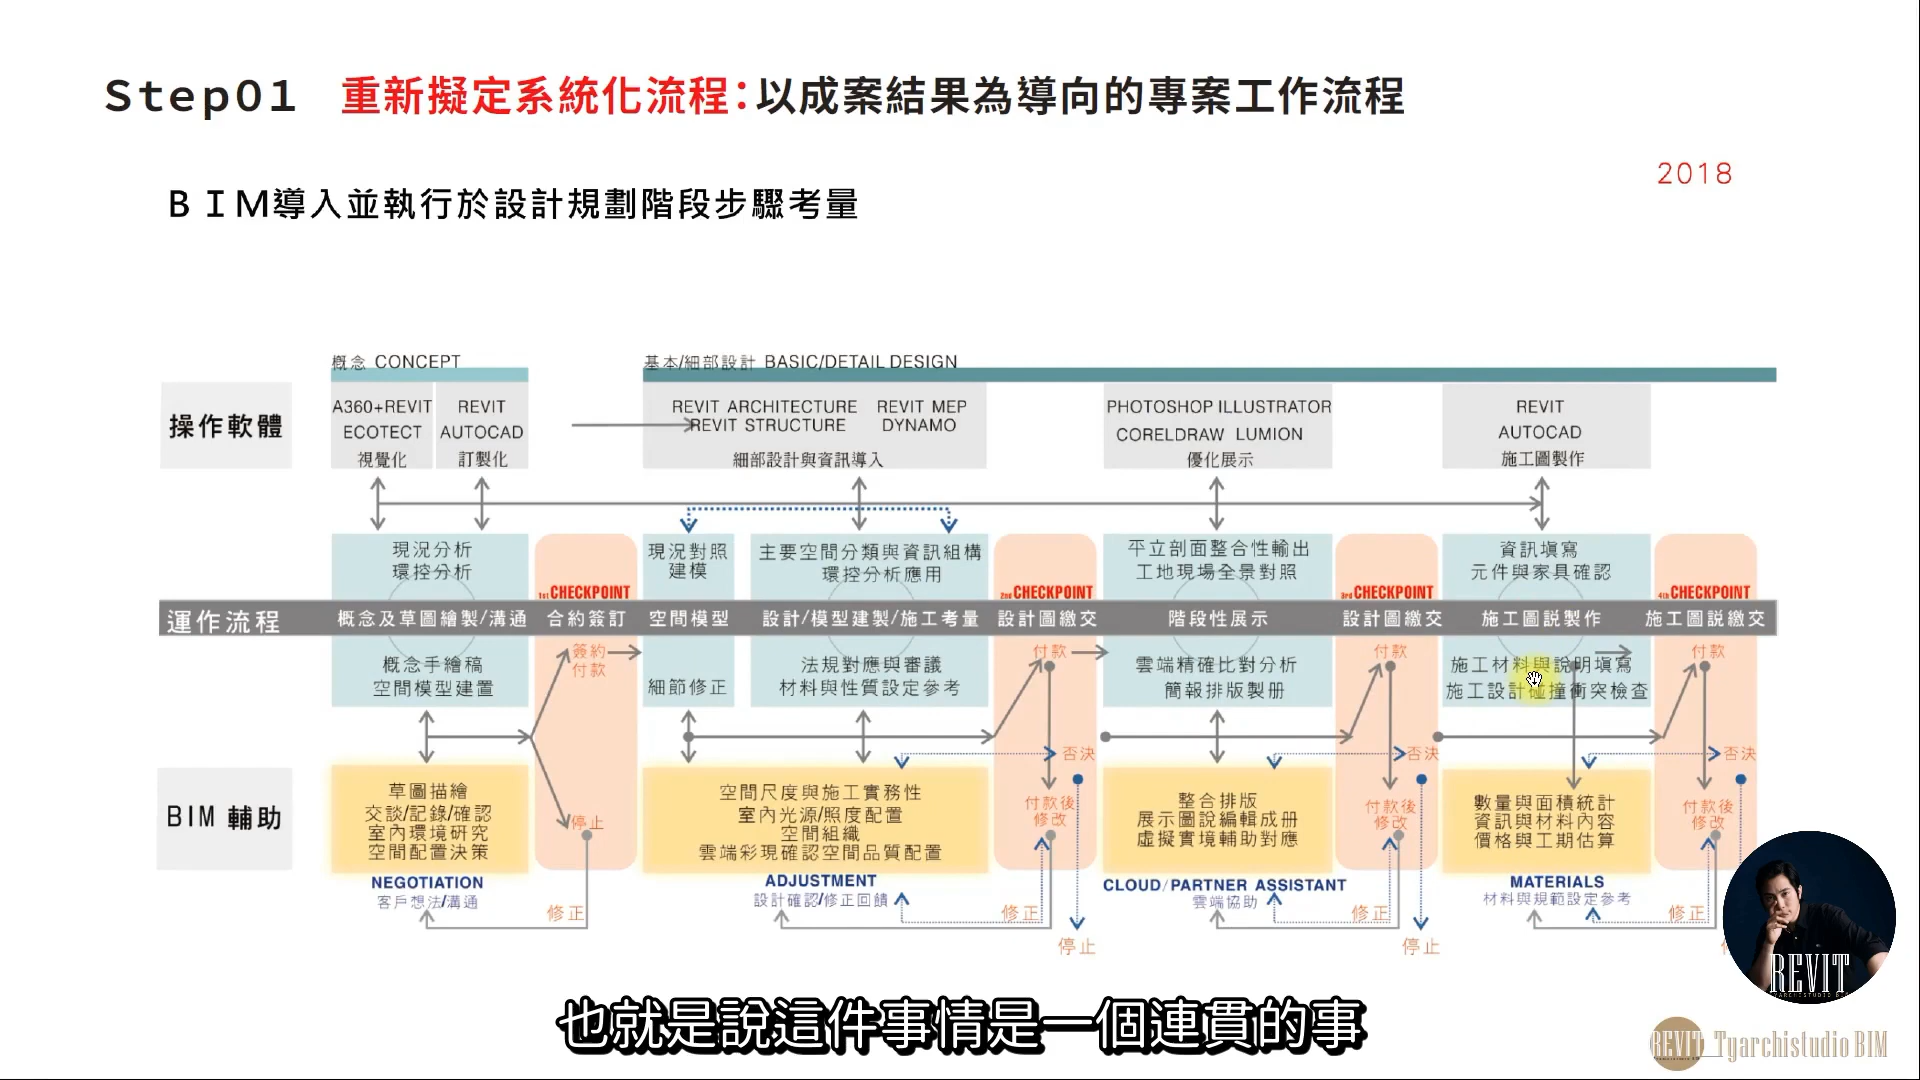 Step01 重新擬定系統化流程：以成案結果為導向的專案工作流程
2018
ＢＩＭ導入並執行於設計規劃階段步驟考量
概念 CONCEPT
基本/細部設計 BASIC/DETAIL DESIGN
操作軟體
A360+REVIT
ECOTECT
視覺化
REVIT
AUTOCAD
訂製化
REVIT ARCHITECTURE REVIT MEP
REVIT STRUCTURE DYNAMO
細部設計與資訊導入
PHOTOSHOP ILLUSTRATOR
CORELDRAW LUMION
優化展示
REVIT
AUTOCAD
施工圖製作
現況分析
環控分析
1st CHECKPOINT
現況對照
建模
主要空間分類與資訊組構
環控分析應用
2nd CHECKPOINT
平立剖面整合性輸出
工地現場全景對照
3rd CHECKPOINT
資訊填寫
元件與家具確認
4th CHECKPOINT
運作流程
概念及草圖繪製/溝通
合約簽訂
空間模型
設計/模型建製/施工考量
設計圖繳交
階段性展示
設計圖繳交
施工圖説製作
施工圖説繳交
概念手繪稿
空間模型建置
簽約
付款
細節修正
法規對應與審議
材料與性質設定參考
付款
雲端精確比對分析
簡報排版製冊
付款
施工材料與說明填寫
施工設計碰撞衝突檢查
付款
BIM 輔助
草圖描繪
交談/記錄/確認
室內環境研究
空間配置決策
停止
空間尺度與施工實務性
室內光源/照度配置
空間組織
雲端彩現確認空間品質配置
否決
付款後
修改
整合排版
展示圖說編輯成册
虛擬實境輔助對應
否決
付款後
修改
數量與面積統計
資訊與材料內容
價格與工期估算
否決
付款後
修改
NEGOTIATION
客戶想法/溝通
修正
ADJUSTMENT
設計確認/修正回饋
修正
停止
CLOUD/PARTNER ASSISTANT
雲端協助
修正
停止
MATERIALS
材料與規範設定參考
修正
REVIT
也就是說這件事情是一個連貫的事
REVIT Tyarchistudio BIM